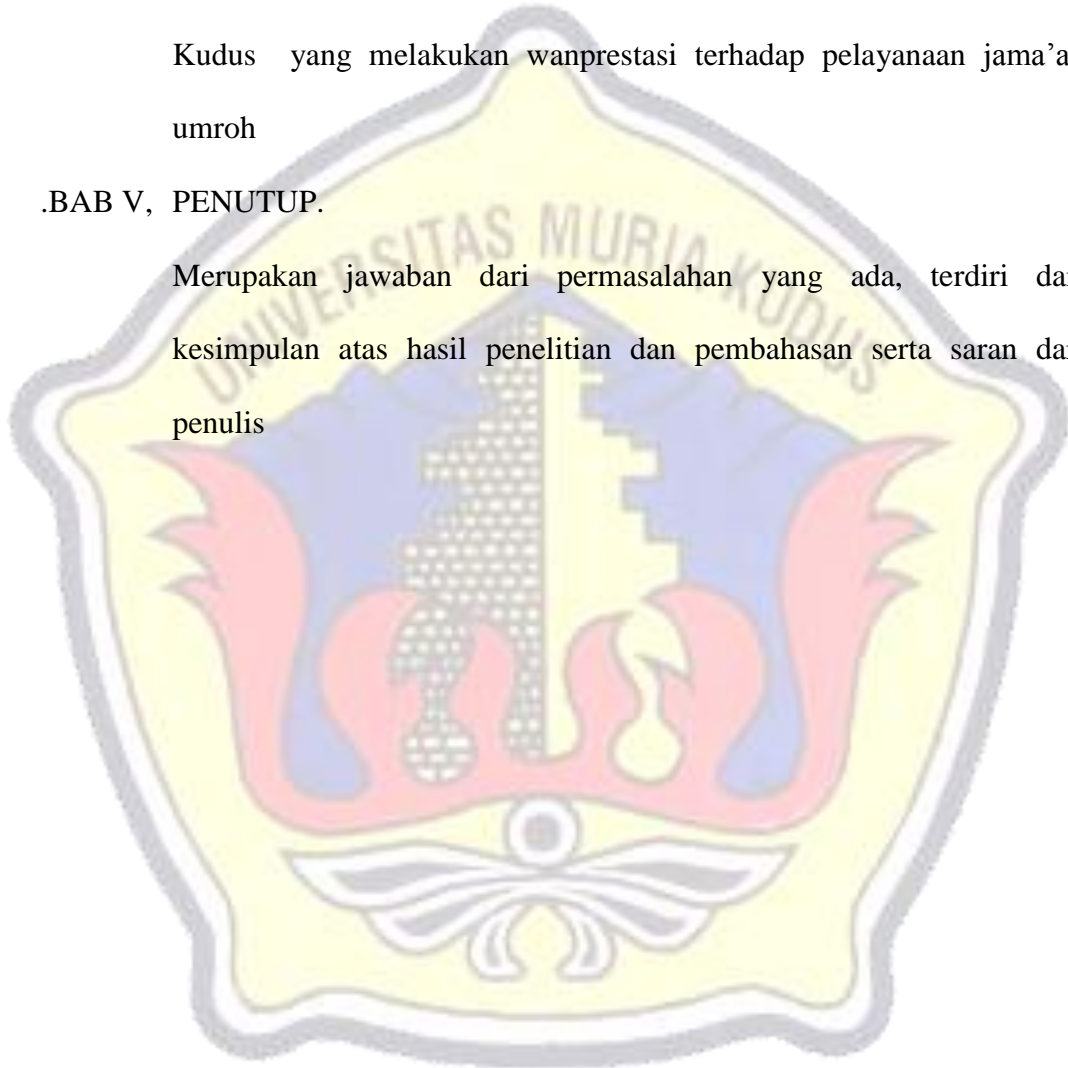 Kudus yang melakukan wanprestasi terhadap pelayanaan jama’a
umroh
.BAB V, PENUTUP.
UNIVERSITAS MURIA KUDUS
Merupakan jawaban dari permasalahan yang ada, terdiri da
kesimpulan atas hasil penelitian dan pembahasan serta saran da
penulis